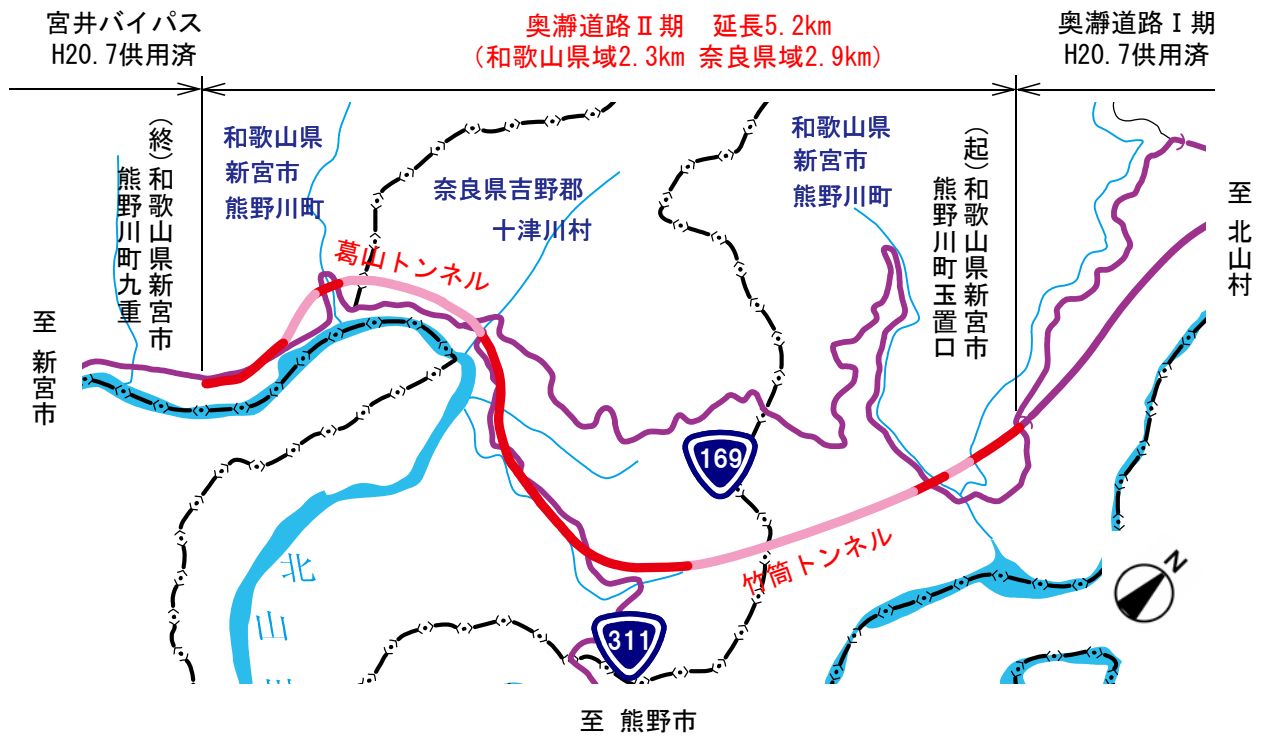 宮井バイパス
H20.7供用済
奥瀞道路Ⅱ期 延長5.2km
(和歌山県域2.3km 奈良県域2.9km)
奥瀞道路Ⅰ期
H20.7供用済
(終)和歌山県新宮市
熊野川町九重
和歌山県
新宮市
熊野川町
奈良県吉野郡
十津川村
和歌山県
新宮市
熊野川町
(起)和歌山県新宮市
熊野川町玉置口
至 北山村
至 新宮市
葛山トンネル
169
竹筒トンネル
N
北山
311
至 熊野市